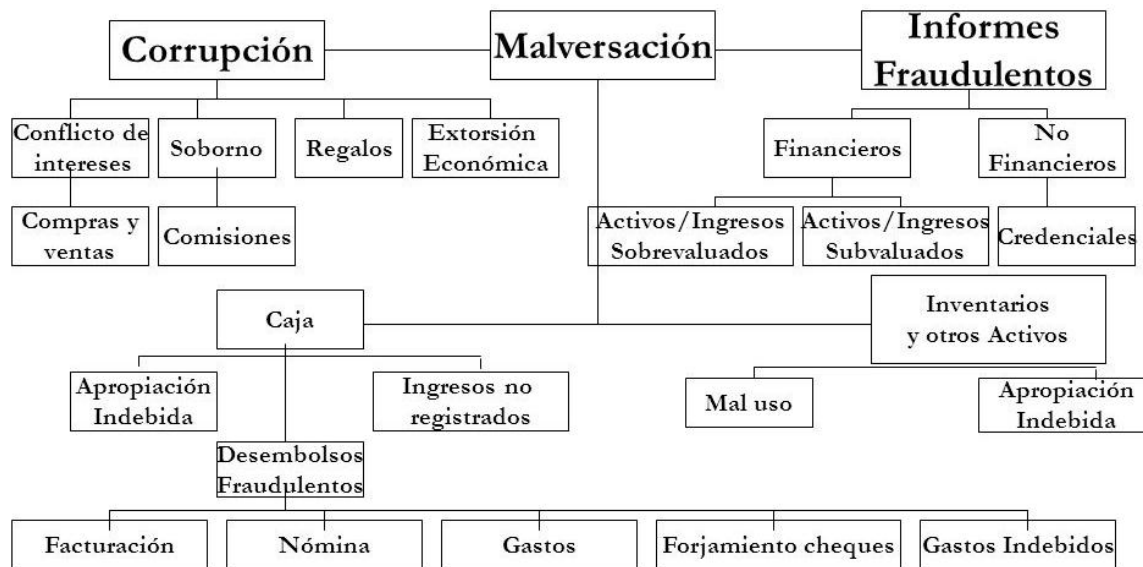 Corrupción
Malversación
Informes
Fraudulentos
Conflicto de
intereses
Soborno
Regalos
Extorsión
Económica
Financieros
No
Financieros
Compras y
ventas
Comisiones
Activos/Ingresos
Sobrevaluados
Activos/Ingresos
Subvaluados
Credenciales
Caja
Inventarios
y otros Activos
Apropiación
Indebida
Ingresos no
registrados
Mal uso
Apropiación
Indebida
Desembolsos
Fraudulentos
Facturación
Nómina
Gastos
Forjamiento cheques
Gastos Indebidos